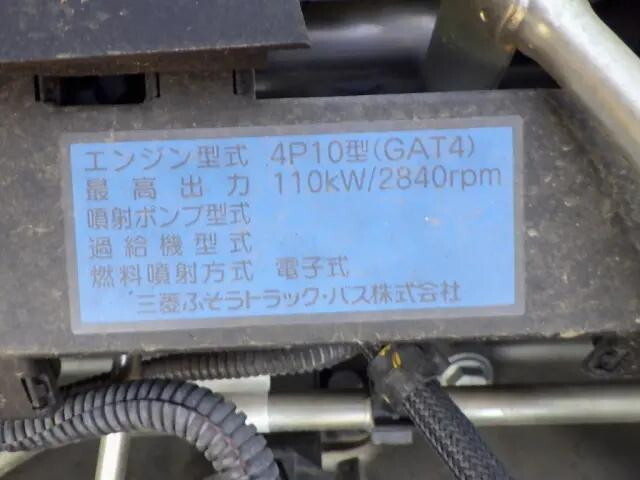 エンジン型式 4P10型(GAT4)
最高出力 110kW/2840rpm
噴射ポンプ型式
過給機型式
燃料噴射方式 電子式
三菱ふそうトラック・バス株式会社